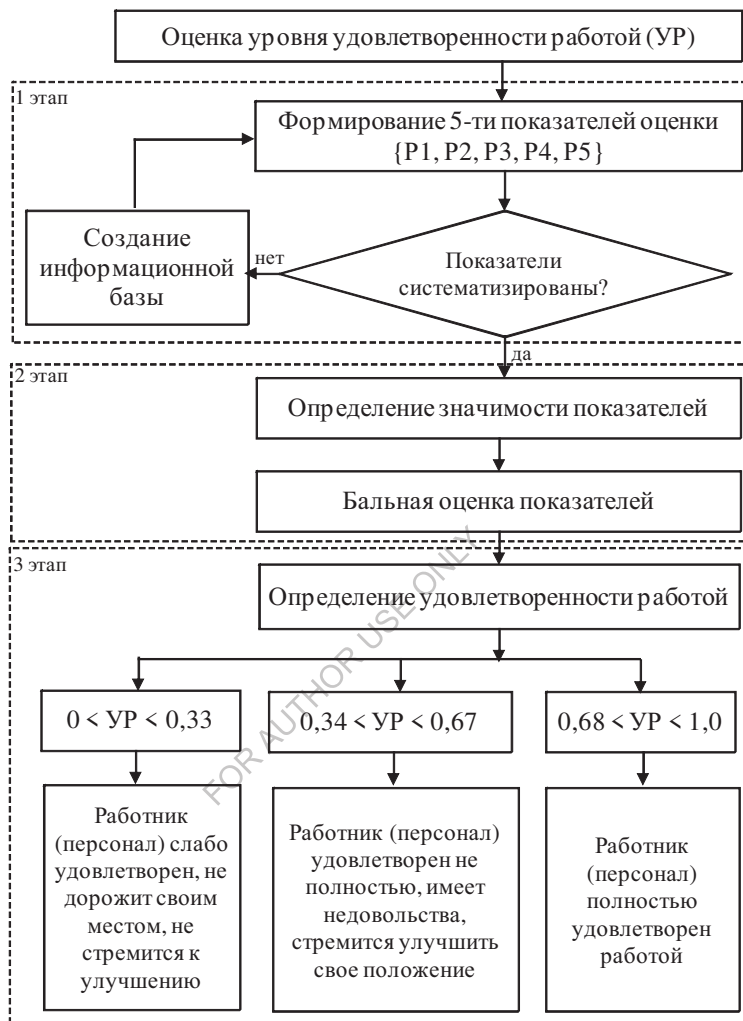 Оценка уровня удовлетворенности работой (УР)
1 этап
Формирование 5-ти показателей оценки
{P1, P2, P3, P4, P5}
Создание
информационной
базы
нет
Показатели
систематизированы?
да
2 этап
Определение значимости показателей
Бальная оценка показателей
3 этап
Определение удовлетворенности работой
0 < УР < 0,33
0,34 < УР < 0,67
0,68 < УР < 1,0
Работник
(персонал) слабо
удовлетворен, не
дорожит своим
местом, не
стремится к
улучшению
Работник (персонал)
удовлетворен не
полностью, имеет
недовольства,
стремится улучшить
свое положение
Работник
(персонал)
полностью
удовлетворен
работой
FOR AUTHOR USE ONLY